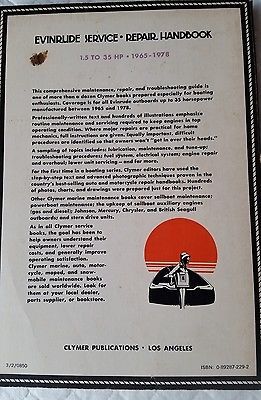 EVINRUDE SERVICE • REPAIR HANDBOOK
1.5 TO 35 HP • 1965-1978
This comprehensive maintenance, repair, and troubleshooting guide is
one of more than a dozen Clymer books prepared especially for boating
enthusiasts. Coverage is for all Evinrude outboards up to 35 horsepower
manufactured between 1965 and 1978.
Professionally-written text and hundreds of illustrations emphasize
routine maintenance and servicing required to keep engines in top
operating condition. Where major repairs are practical for home
mechanics, full instructions are given. Equally important, difficult
procedures are identified so that owners won't "get in over their heads."
A sampling of topics includes: lubrication, maintenance, and tune-up;
troubleshooting; fuel system, electrical system; engine repair
and overhaul; lower unit servicing—and far more.
For the first time in a boating series, Clymer editors have used the
step-by-step text and advanced photographic techniques proven in the
country's best-selling auto and motorcycle repair handbooks. Hundreds
of photos, charts, and drawings were prepared just for this project.
Other Clymer marine maintenance books cover sailboat maintenance;
powerboat maintenance; the upkeep of sailboat auxiliary engines
(gas and diesel); Johnson, Mercury, Chrysler, and British Seagull
outboards; and stern drive units.
As in all Clymer service
books, the goal has been to
help owners understand their
equipment, lower repair
costs, and generally improve
operating satisfaction.
Clymer marine, auto, motor-
cycle, moped, and snow-
mobile maintenance books
are sold worldwide. Look for
them at your local dealer,
parts supplier, or bookstore.
CLYMER PUBLICATIONS • LOS ANGELES
3/2/0850
ISBN: 0-89287-229-2